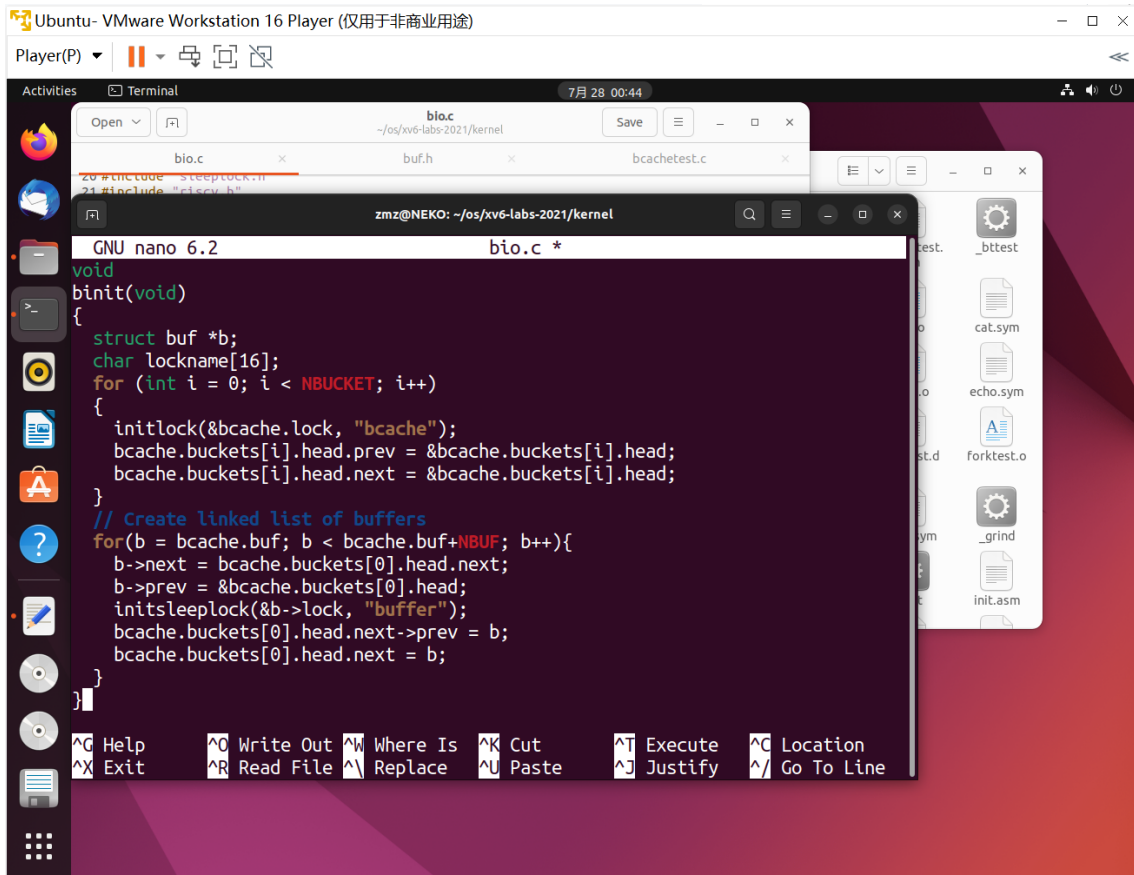 Ubuntu- VMware Workstation 16 Player (仅用于非商业用途)
Player(P)
Activities
Terminal
7月 28 00:44
Open
bio.c
~/os/xv6-labs-2021/kernel
Save
bio.c
buf.h
bcachetest.c
20 #include "sleeplock.h"
21 #include "riscv.h"
zmz@NEKO: ~/os/xv6-labs-2021/kernel
GNU nano 6.2 bio.c *
void
binit(void)
{
struct buf *b;
char lockname[16];
for (int i = 0; i < NBUCKET; i++)
{
initlock(&bcache.lock, "bcache");
bcache.buckets[i].head.prev = &bcache.buckets[i].head;
bcache.buckets[i].head.next = &bcache.buckets[i].head;
}
// Create linked list of buffers
for(b = bcache.buf; b < bcache.buf+NBUF; b++){
b->next = bcache.buckets[0].head.next;
b->prev = &bcache.buckets[0].head;
initsleeplock(&b->lock, "buffer");
bcache.buckets[0].head.next->prev = b;
bcache.buckets[0].head.next = b;
}
}
^G Help ^O Write Out ^W Where Is ^K Cut ^T Execute ^C Location
^X Exit ^R Read File ^\ Replace ^U Paste ^J Justify ^/ Go To Line
test.
_bttest
cat.sym
.o
echo.sym
st.d
forktest.o
ym
_grind
t
init.asm